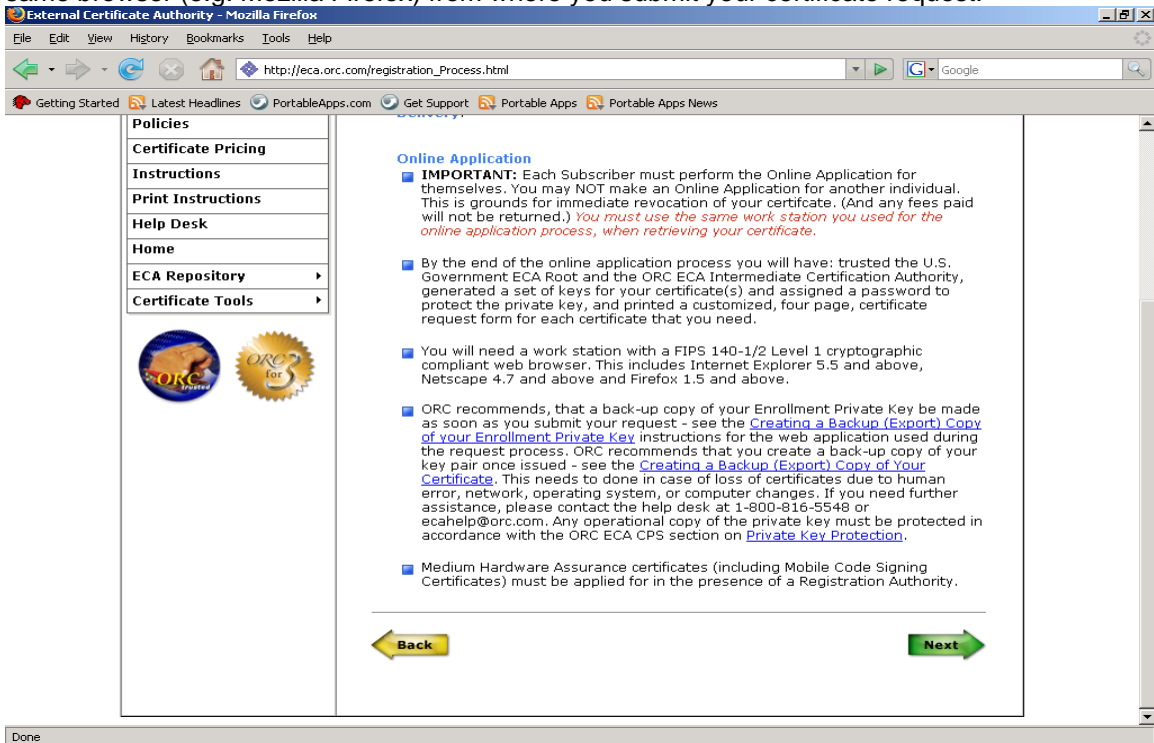 same browser (e.g. Mozilla Firefox) from where you submit your certificate request.
External Certificate Authority - Mozilla Firefox
File Edit View History Bookmarks Tools Help
http://eca.orc.com/registration_Process.html
Google
Getting Started Latest Headlines PortableApps.com Get Support Portable Apps Portable Apps News
Policies
Certificate Pricing
Instructions
Print Instructions
Help Desk
Home
ECA Repository
Certificate Tools
ORC
trusted
ORC
for 3
Delivery.
Online Application
IMPORTANT: Each Subscriber must perform the Online Application for
themselves. You may NOT make an Online Application for another individual.
This is grounds for immediate revocation of your certifcate. (And any fees paid
will not be returned.) You must use the same work station you used for the
online application process, when retrieving your certificate.
By the end of the online application process you will have: trusted the U.S.
Government ECA Root and the ORC ECA Intermediate Certification Authority,
generated a set of keys for your certificate(s) and assigned a password to
protect the private key, and printed a customized, four page, certificate
request form for each certificate that you need.
You will need a work station with a FIPS 140-1/2 Level 1 cryptographic
compliant web browser. This includes Internet Explorer 5.5 and above,
Netscape 4.7 and above and Firefox 1.5 and above.
ORC recommends, that a back-up copy of your Enrollment Private Key be made
as soon as you submit your request - see the Creating a Backup (Export) Copy
of your Enrollment Private Key instructions for the web application used during
the request process. ORC recommends that you create a back-up copy of your
key pair once issued - see the Creating a Backup (Export) Copy of Your
Certificate. This needs to done in case of loss of certificates due to human
error, network, operating system, or computer changes. If you need further
assistance, please contact the help desk at 1-800-816-5548 or
ecahelp@orc.com. Any operational copy of the private key must be protected in
accordance with the ORC ECA CPS section on Private Key Protection.
Medium Hardware Assurance certificates (including Mobile Code Signing
Certificates) must be applied for in the presence of a Registration Authority.
Back
Next
Done